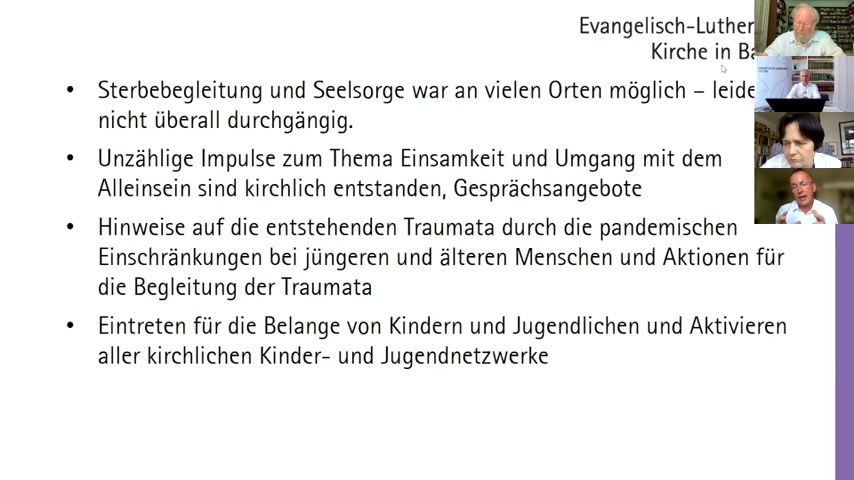 Evangelisch-Luther
Kirche in Ba
• Sterbebegleitung und Seelsorge war an vielen Orten möglich – leide
nicht überall durchgängig.
• Unzählige Impulse zum Thema Einsamkeit und Umgang mit dem
Alleinsein sind kirchlich entstanden, Gesprächsangebote
• Hinweise auf die entstehenden Traumata durch die pandemischen
Einschränkungen bei jüngeren und älteren Menschen und Aktionen für
die Begleitung der Traumata
• Eintreten für die Belange von Kindern und Jugendlichen und Aktivieren
aller kirchlichen Kinder- und Jugendnetzwerke